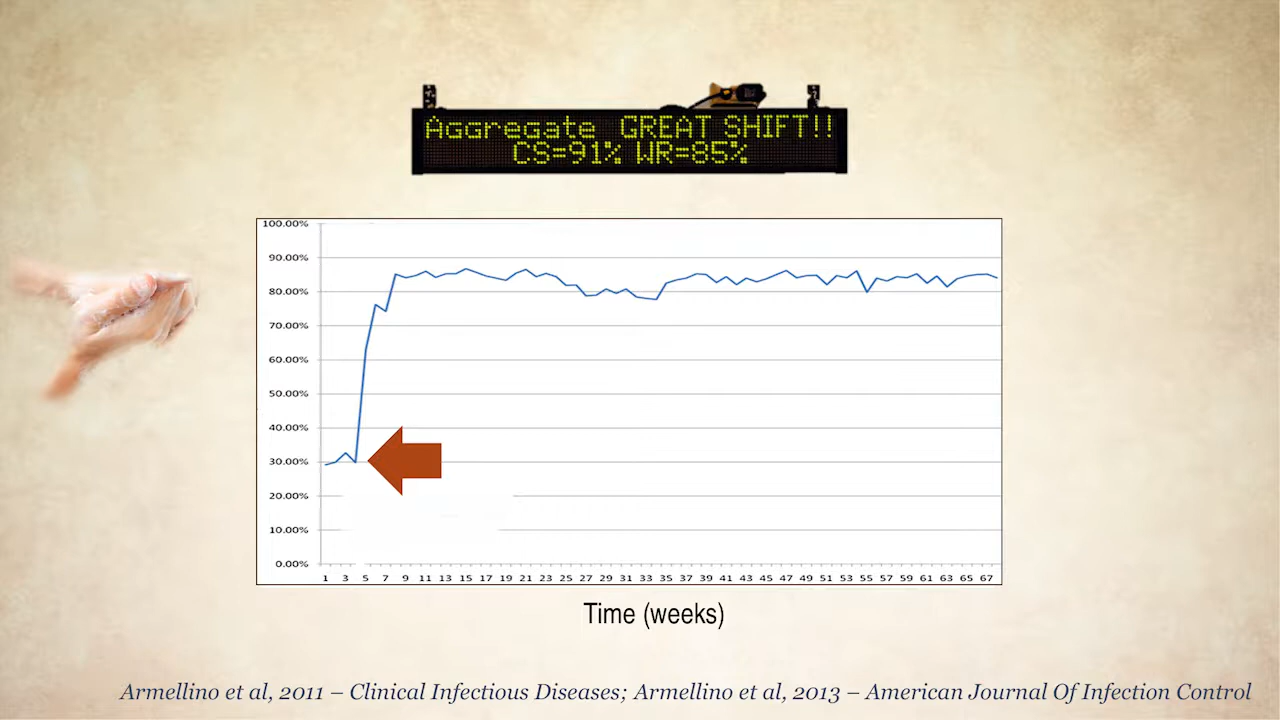 Aggregate GREAT SHIFT!!
CS=91% WR=85%
100.00%
90.00%
80.00%
70.00%
60.00%
50.00%
40.00%
30.00%
20.00%
10.00%
0.00%
1 3 5 7 9 11 13 15 17 19 21 23 25 27 29 31 33 35 37 39 41 43 45 47 49 51 53 55 57 59 61 63 65 67
Time (weeks)
Armellino et al, 2011 – Clinical Infectious Diseases; Armellino et al, 2013 – American Journal Of Infection Control